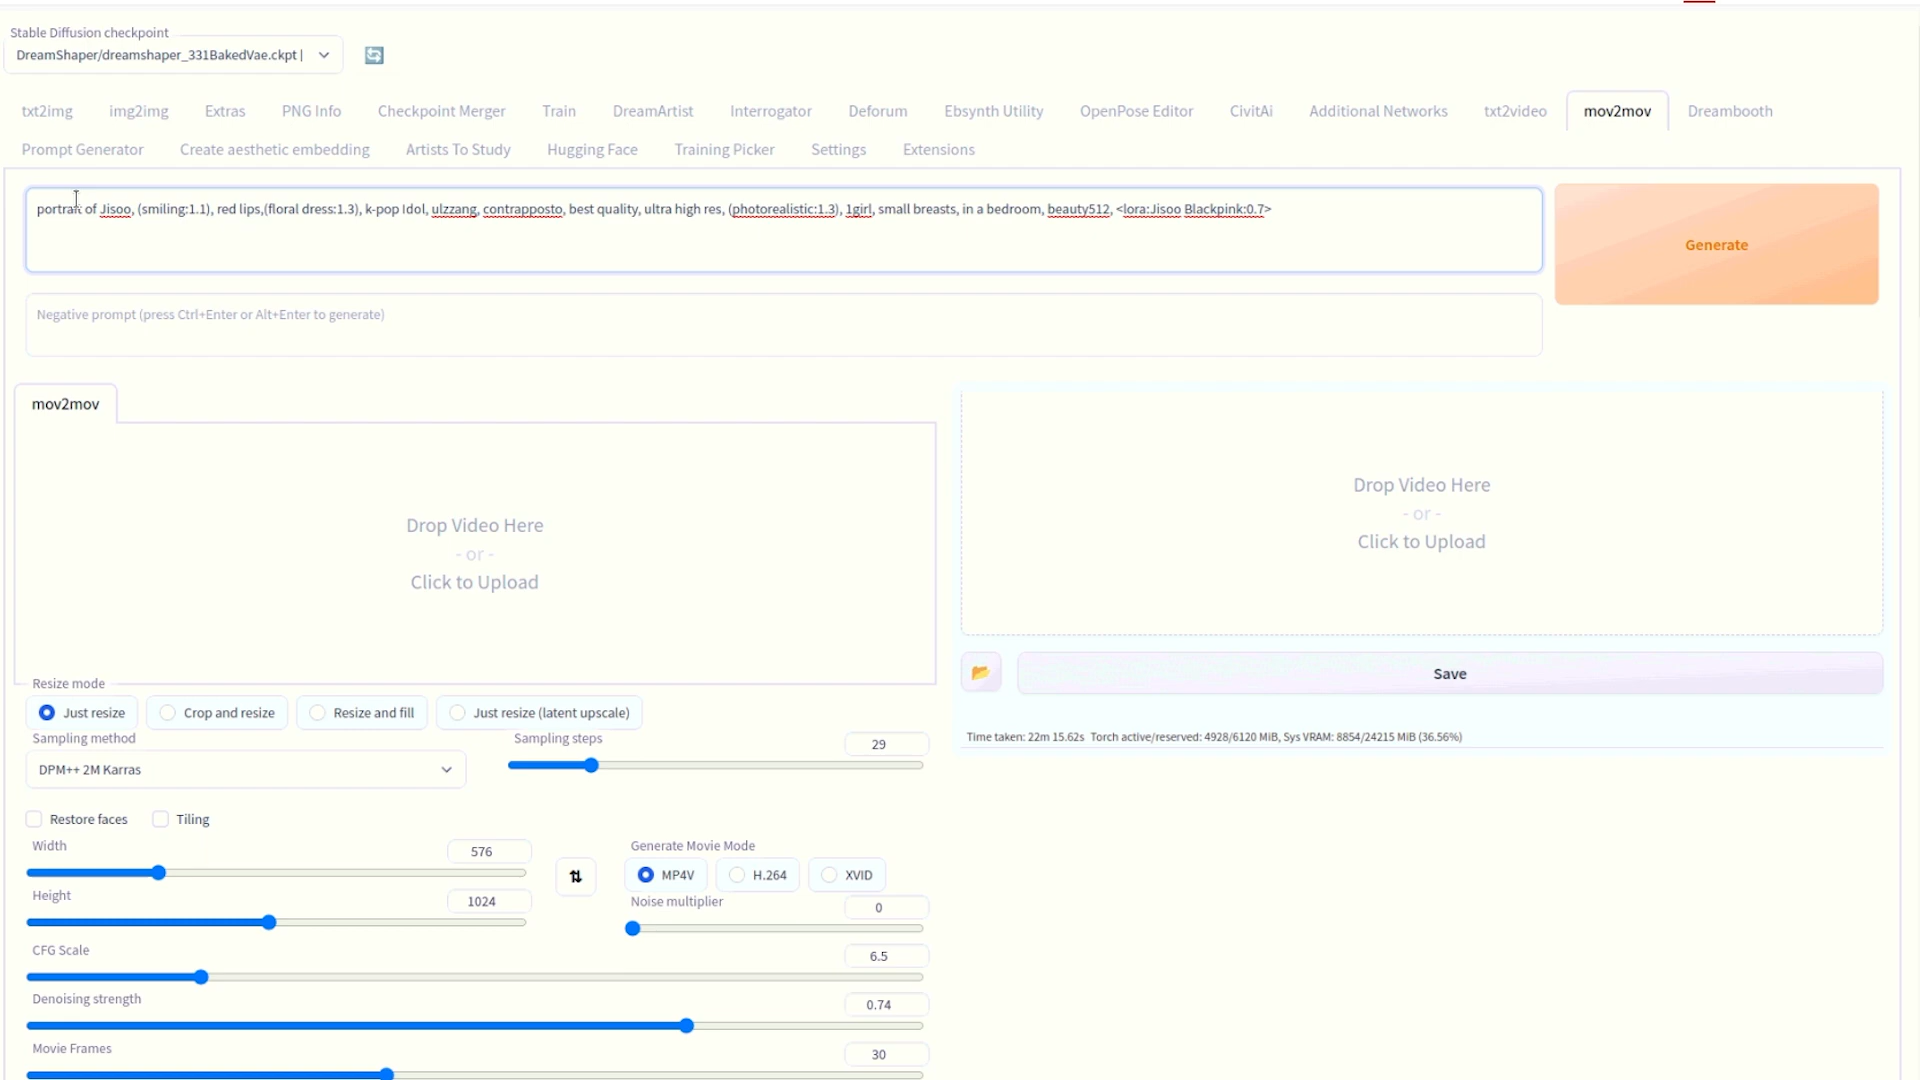 Stable Diffusion checkpoint
DreamShaper/dreamshaper_331BakedVae.ckpt |
txt2img img2img Extras PNG Info Checkpoint Merger Train DreamArtist Interrogator Deforum Ebsynth Utility OpenPose Editor CivitAi Additional Networks txt2video mov2mov Dreambooth
Prompt Generator Create aesthetic embedding Artists To Study Hugging Face Training Picker Settings Extensions
portrait of Jisoo, (smiling:1.1), red lips,(floral dress:1.3), k-pop Idol, ulzzang, contrapposto, best quality, ultra high res, (photorealistic:1.3), 1girl, small breasts, in a bedroom, beauty512, <lora:Jisoo Blackpink:0.7>
Generate
Negative prompt (press Ctrl+Enter or Alt+Enter to generate)
mov2mov
Drop Video Here
- or -
Click to Upload
Drop Video Here
- or -
Click to Upload
Save
Time taken: 22m 15.62s Torch active/reserved: 4928/6120 MiB, Sys VRAM: 8854/24215 MiB (36.56%)
Resize mode
Just resize Crop and resize Resize and fill Just resize (latent upscale)
Sampling method
DPM++ 2M Karras
Sampling steps
29
Restore faces Tiling
Width
576
Height
1024
Generate Movie Mode
MP4V H.264 XVID
Noise multiplier
0
CFG Scale
6.5
Denoising strength
0.74
Movie Frames
30